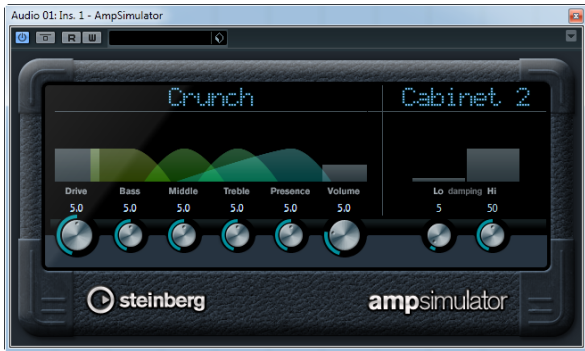 Audio 01: Ins. 1 - AmpSimulator
R W
Crunch Cabinet 2
Drive Bass Middle Treble Presence Volume Lo damping Hi
5.0 5.0 5.0 5.0 5.0 5.0 5 50
steinberg ampsimulator